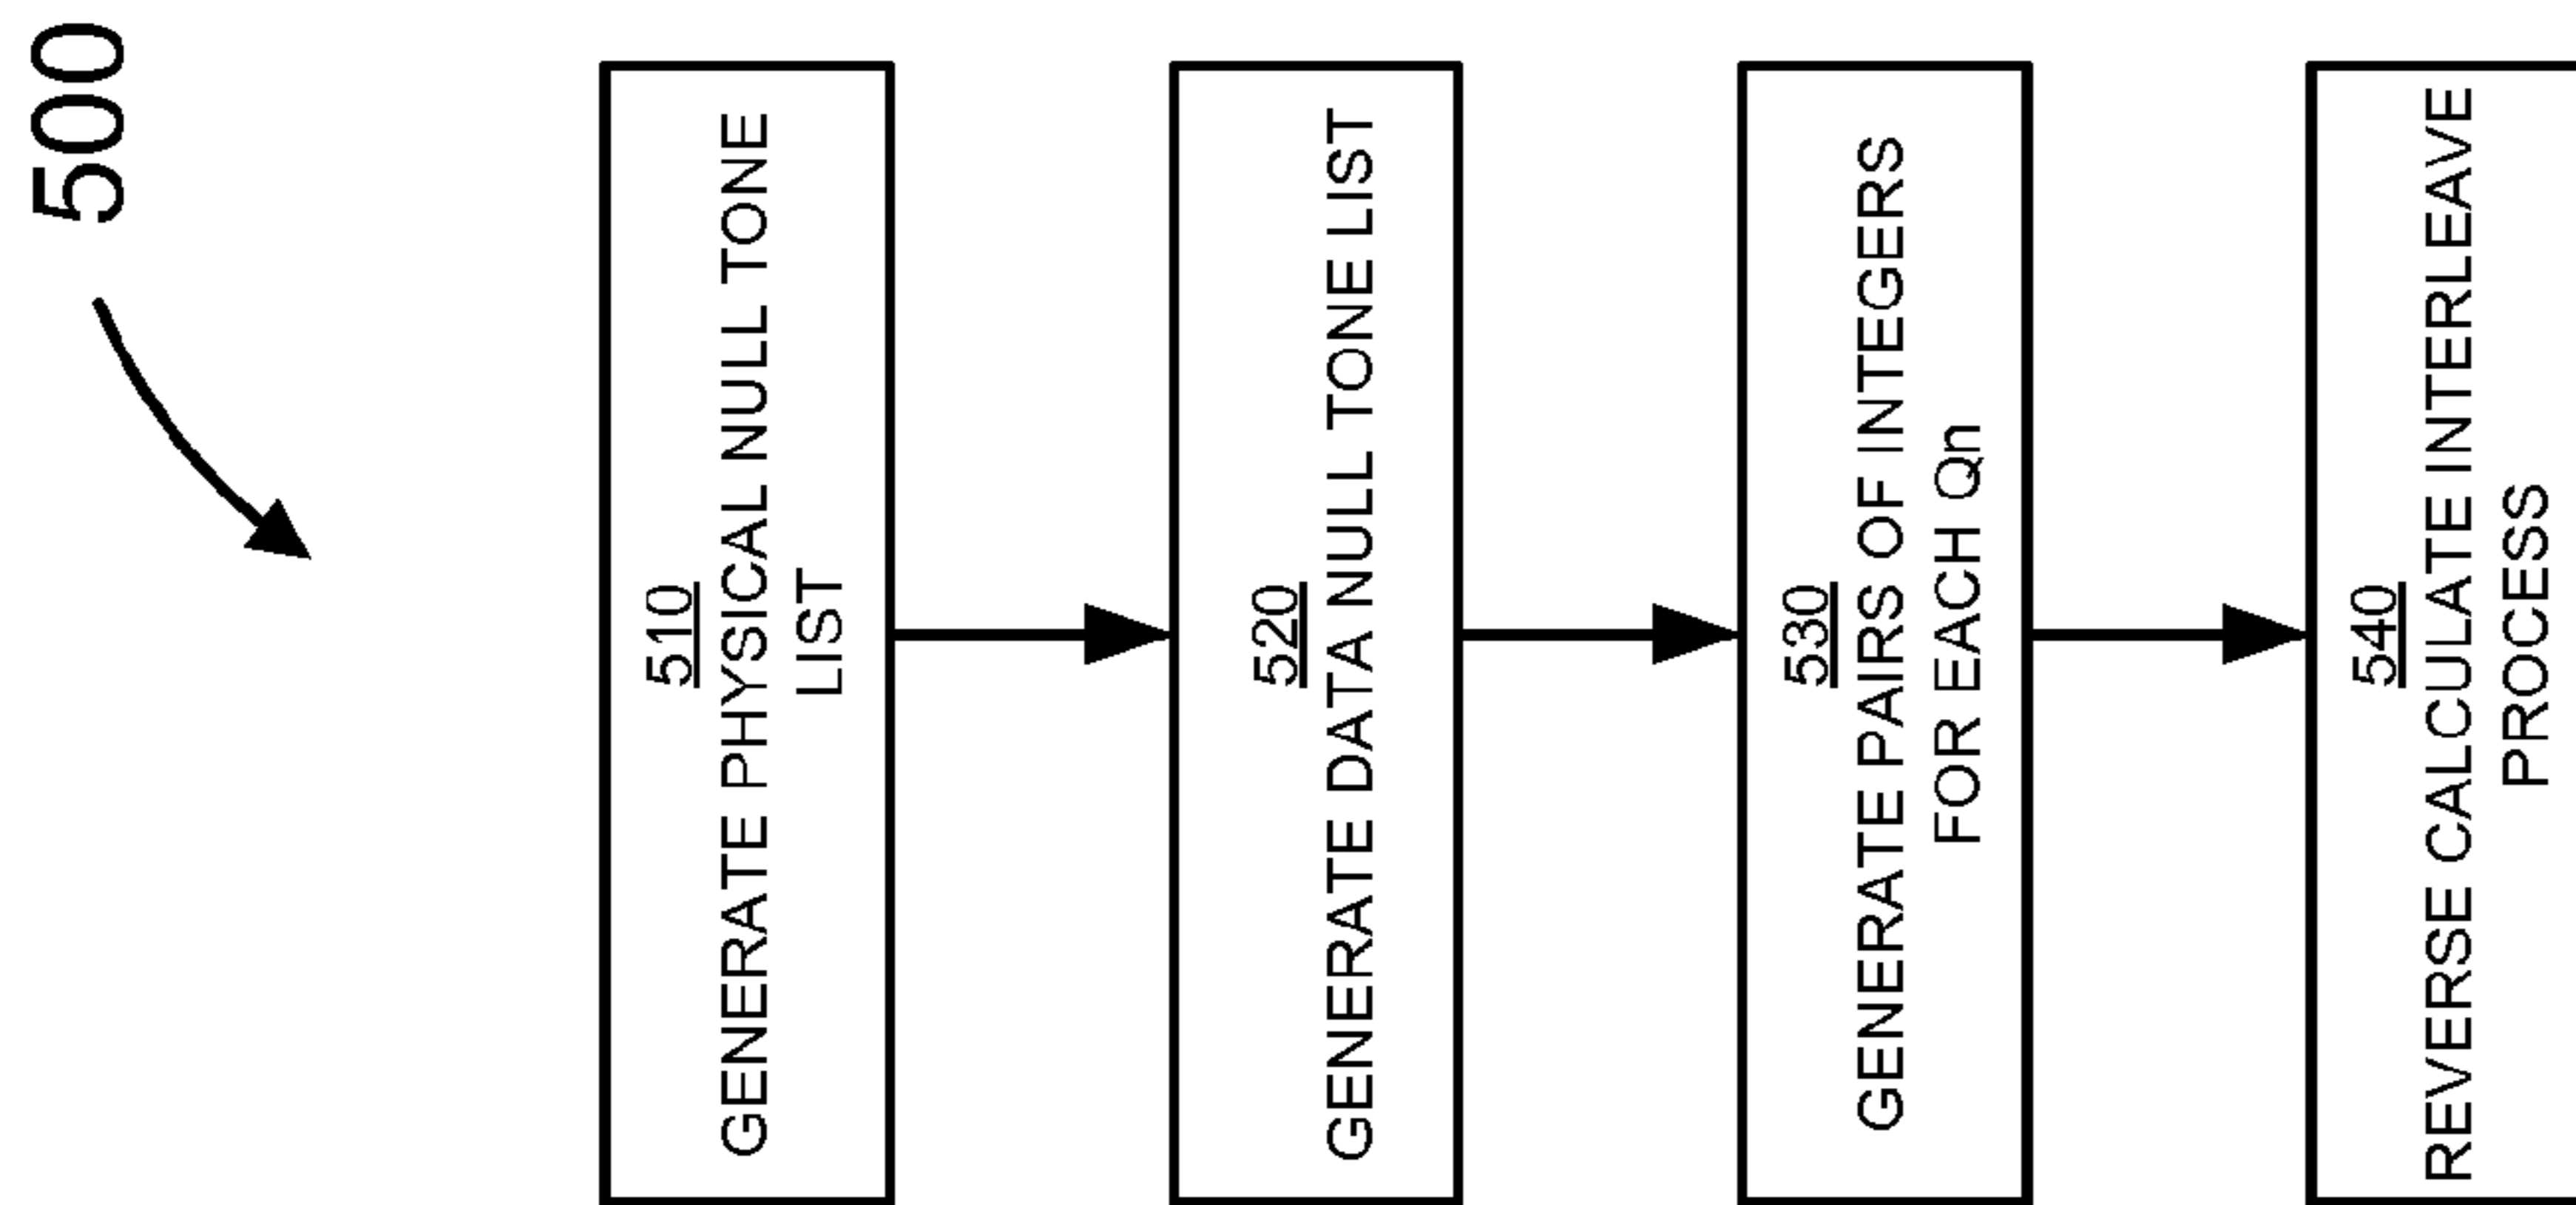 500
510
GENERATE PHYSICAL NULL TONE
LIST
520
GENERATE DATA NULL TONE LIST
530
GENERATE PAIRS OF INTEGERS
FOR EACH Qn
540
REVERSE CALCULATE INTERLEAVE
PROCESS